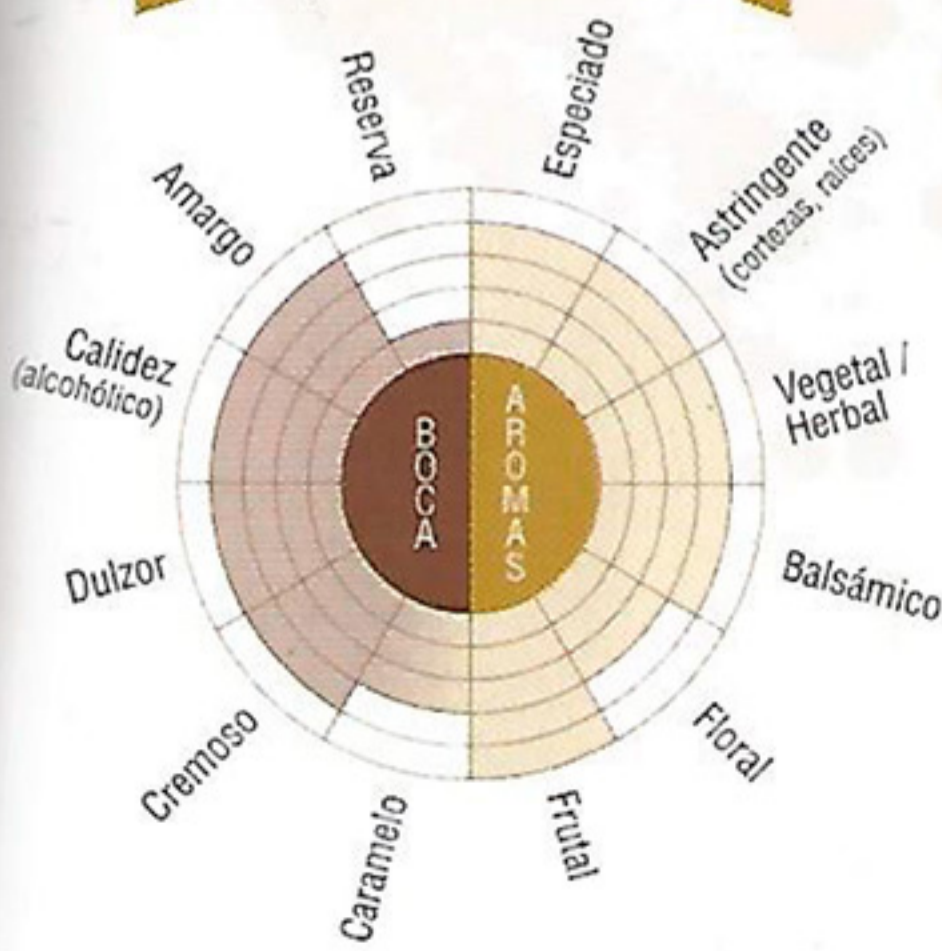 Reserva
Especiado
Amargo
Astringente
(cortezas, raíces)
Calidez
(alcohólico)
Vegetal /
Herbal
BOCA
AROMAS
Dulzor
Balsámico
Cremoso
Floral
Caramelo
Frutal